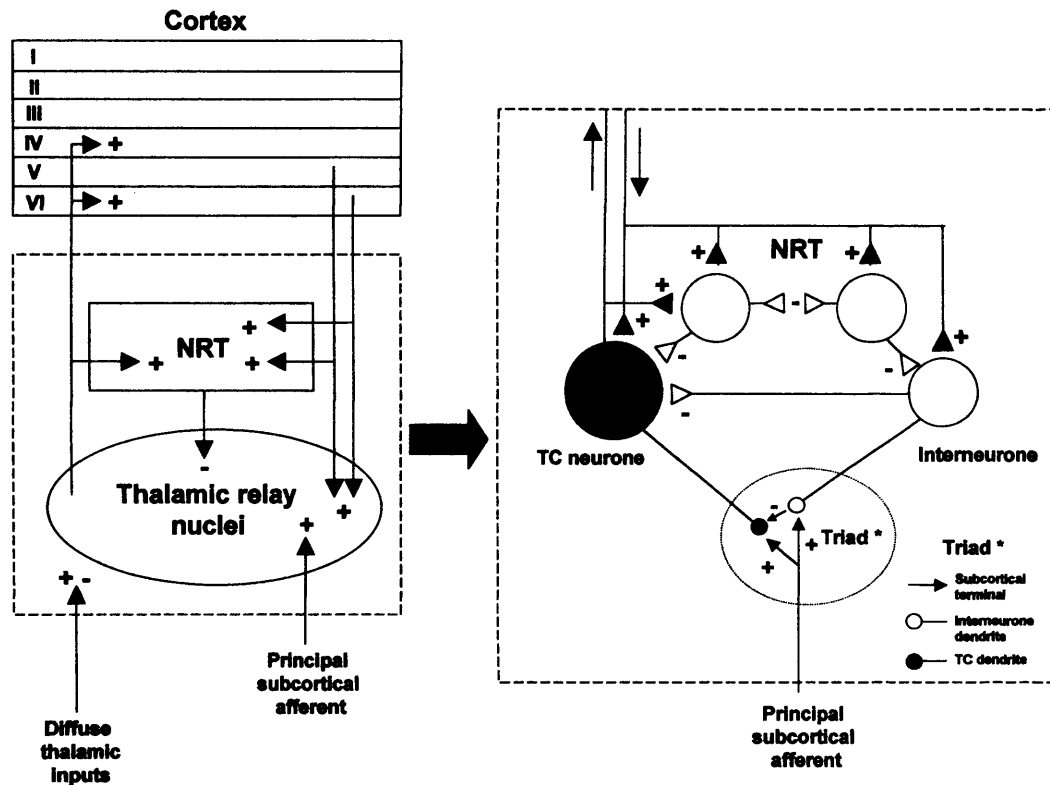 Cortex
I
II
III
IV +
V
VI +
NRT
+
+ +
-
Thalamic relay
nuclei
+
+
+ -
Principal
subcortical
afferent
Diffuse
thalamic
inputs
NRT
+ +
+
- 
+
+
-
-
-
TC neurone
Interneurone
-
+
+
Triad *
Triad *
Subcortical
terminal
Interneurone
dendrite
TC dendrite
Principal
subcortical
afferent